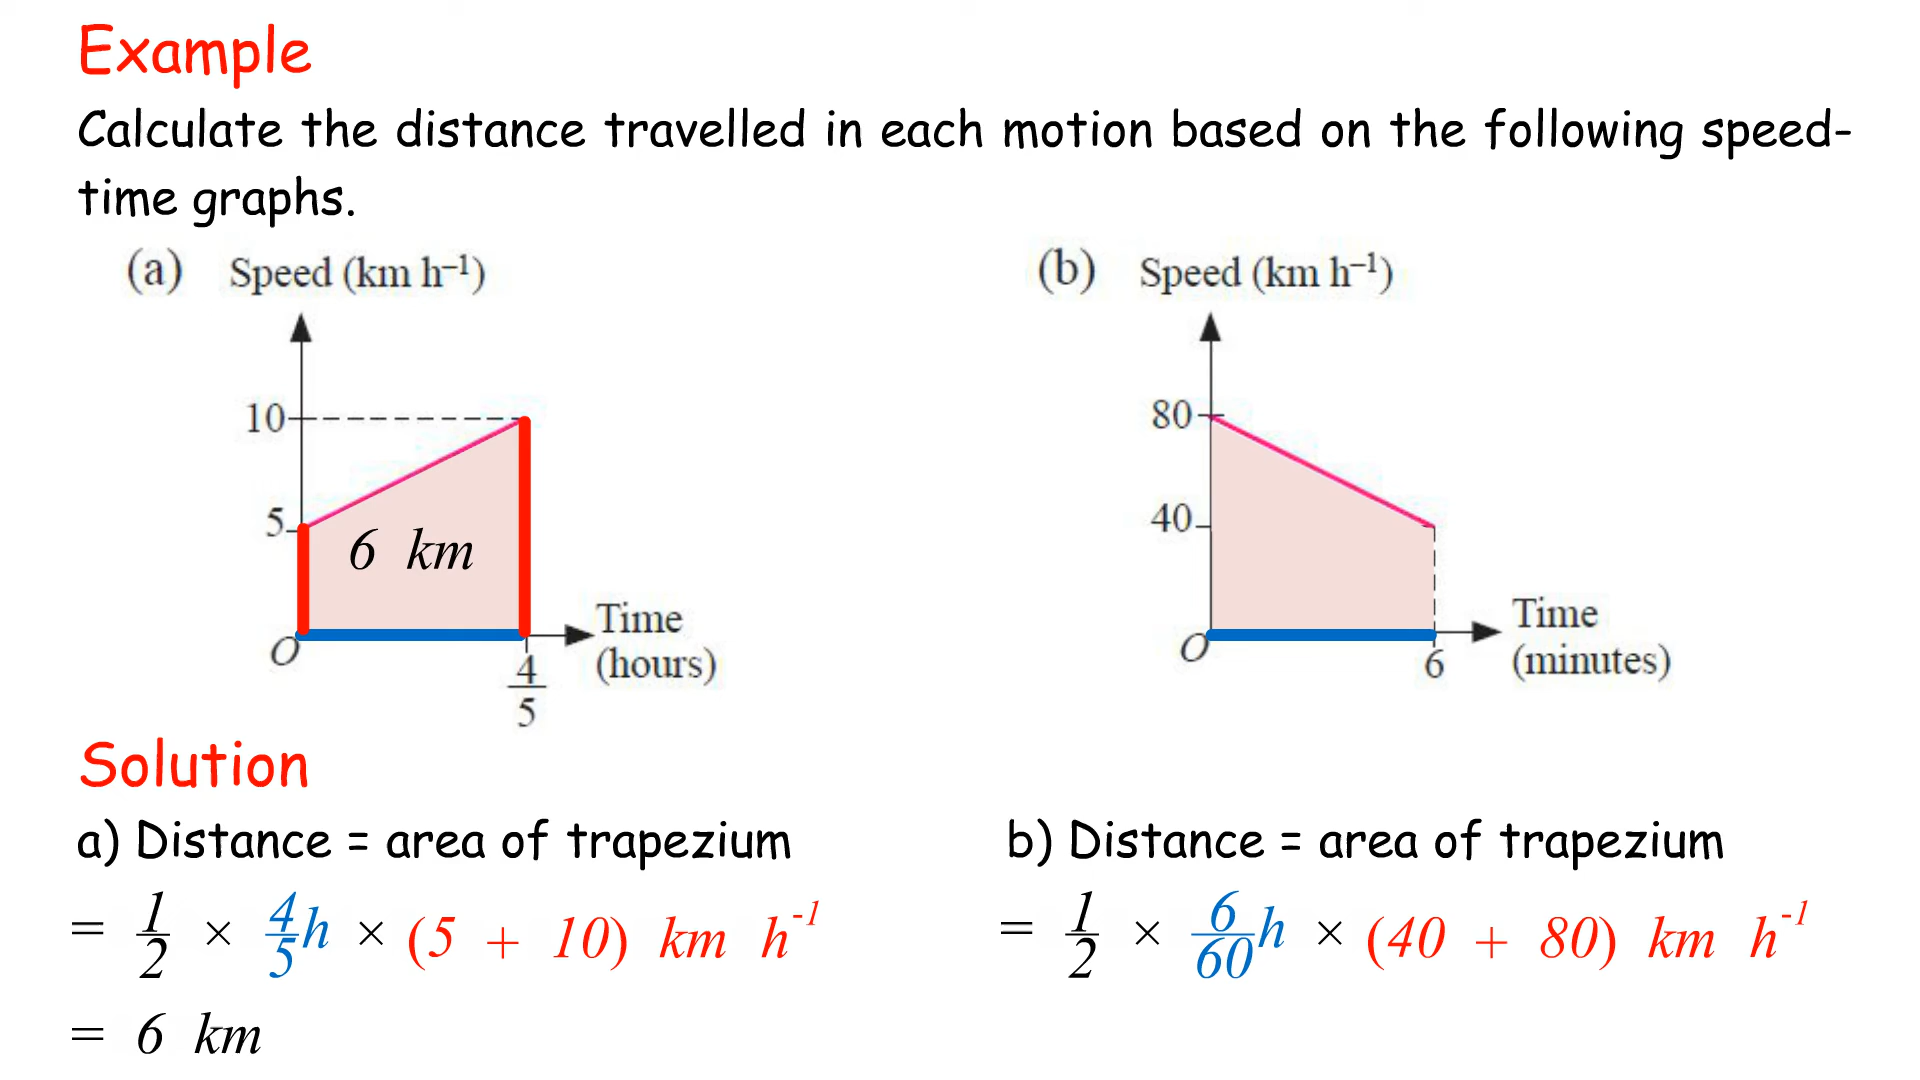 Example
Calculate the distance travelled in each motion based on the following speed-
time graphs.
(a) Speed (km h⁻¹)
10
5
6 km
O
4/5
Time
(hours)
(b) Speed (km h⁻¹)
80
40
O
6
Time
(minutes)
Solution
a) Distance = area of trapezium
= 1/2 × 4/5 h × (5 + 10) km h⁻¹
= 6 km
b) Distance = area of trapezium
= 1/2 × 6/60 h × (40 + 80) km h⁻¹